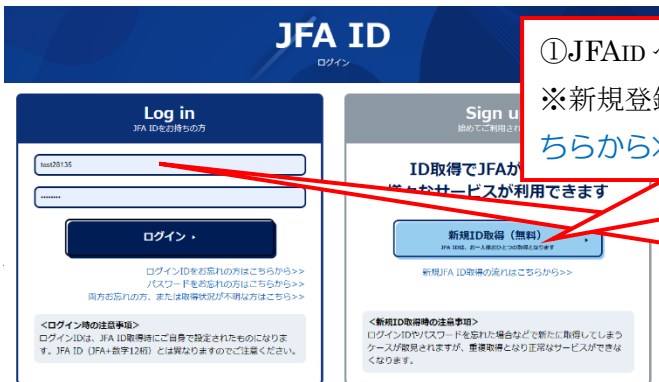 JFA ID
ログイン
①JFAID
※新規登
ちらから
Log in
JFA IDをお持ちの方
test20135
ログイン
ログインIDをお忘れの方はこちらから>>
パスワードをお忘れの方はこちらから>>
両方お忘れの方、または取得状況が不明な方はこちら>>
<ログイン時の注意事項>
ログインIDは、JFA ID取得時にご自身で設定されたものになりま
す。JFA ID（JFA+数字12桁）とは異なりますのでご注意ください。
Sign u
始めてご利用され
ID取得でJFAが
様々なサービスが利用できます
新規ID取得（無料）
JFA IDは、お一人様おひとつの取得となります
新規JFA ID取得の流れはこちらから>>
<新規ID取得時の注意事項>
ログインIDやパスワードを忘れた場合などで新たに取得してしまう
ケースが散見されますが、重複取得となり正常なサービスができな
くなります。